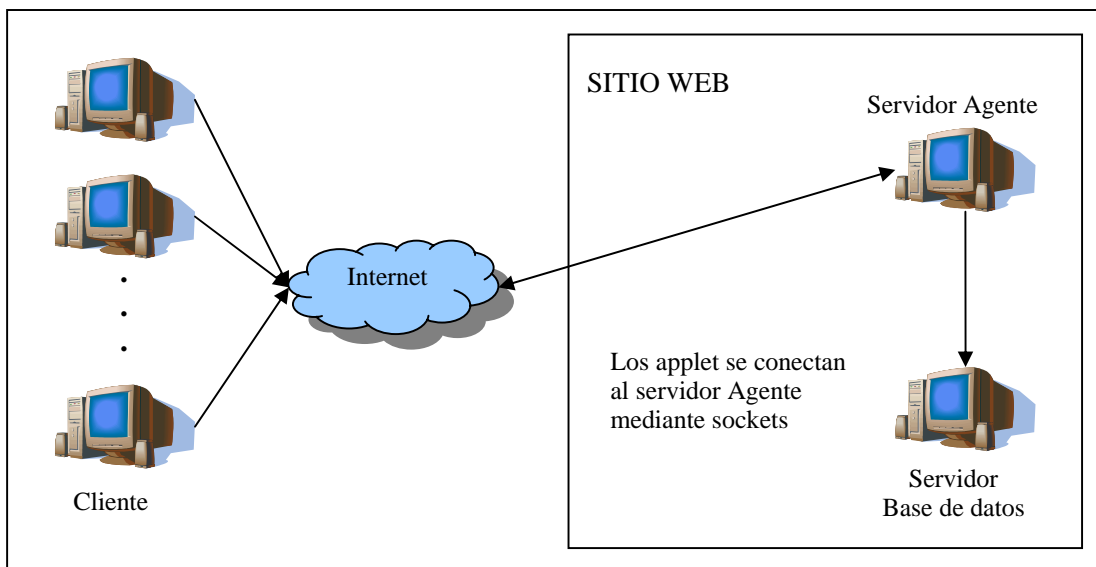 SITIO WEB
Servidor Agente
Internet
Los applet se conectan
al servidor Agente
mediante sockets
Cliente
Servidor
Base de datos